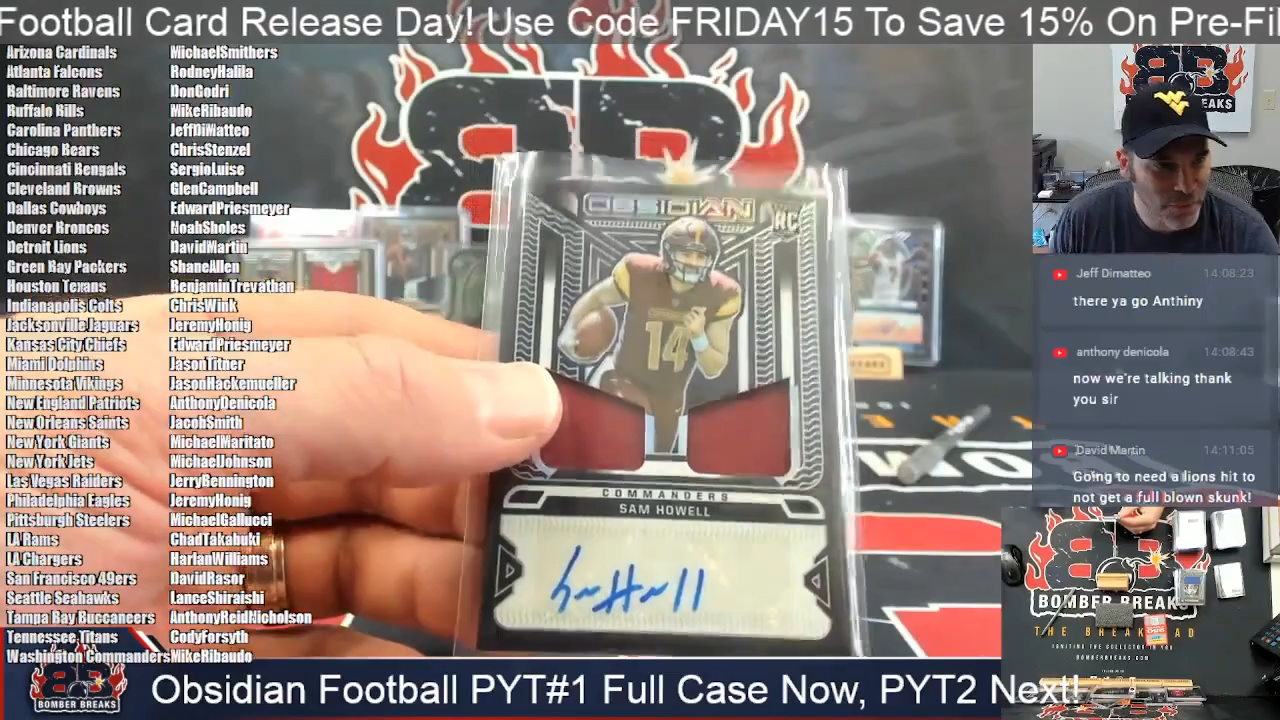 Football Card Release Day! Use Code FRIDAY15 To Save 15% On Pre-Fil
Arizona Cardinals MichaelSmithers
Atlanta Falcons RodneyHalila
Baltimore Ravens DonGodri
Buffalo Bills MikeRibaudo
Carolina Panthers JeffDiMatteo
Chicago Bears ChrisStenzel
Cincinnati Bengals SergioLuise
Cleveland Browns GlenCampbell
Dallas Cowboys EdwardPriesmeyer
Denver Broncos NoahSholes
Detroit Lions DavidMartin
Green Bay Packers ShaneAllen
Houston Texans BenjaminTrevathan
Indianapolis Colts ChrisWink
Jacksonville Jaguars JeremyHonig
Kansas City Chiefs EdwardPriesmeyer
Miami Dolphins JasonTitner
Minnesota Vikings JasonHackemueller
New England Patriots AnthonyDenicola
New Orleans Saints JacobSmith
New York Giants MichaelMaritato
New York Jets MichaelJohnson
Las Vegas Raiders JerryBennington
Philadelphia Eagles JeremyHonig
Pittsburgh Steelers MichaelGallucci
LA Rams ChadTakabuki
LA Chargers HarlanWilliams
San Francisco 49ers DavidRasor
Seattle Seahawks LanceShiraishi
Tampa Bay Buccaneers AnthonyReidNicholson
Tennessee Titans CodyForsyth
Washington Commanders MikeRibaudo
OBSIDIAN
RC
14
COMMANDERS
SAM HOWELL
Jeff Dimatteo 14:08:23
there ya go Anthiny
anthony denicola 14:08:43
now we're talking thank
you sir
David Martin 14:11:05
Going to need a lions hit to
not get a full blown skunk!
BOMBER BREAKS
THE BREAK PAD
BOMBER BREAKS
Obsidian Football PYT#1 Full Case Now, PYT2 Next!